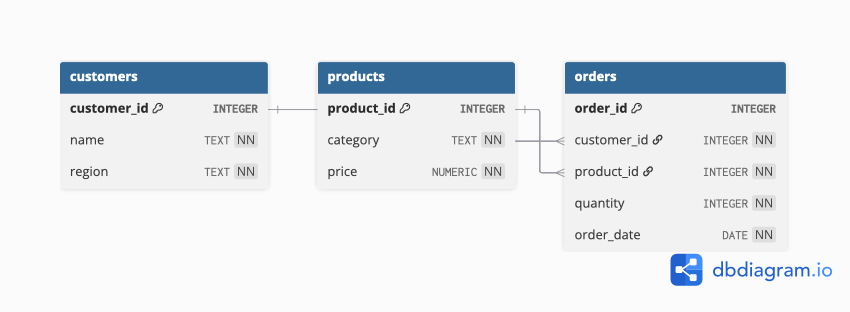 customers
customer_id INTEGER
name TEXT NN
region TEXT NN
products
product_id INTEGER
category TEXT NN
price NUMERIC NN
orders
order_id INTEGER
customer_id INTEGER NN
product_id INTEGER NN
quantity INTEGER NN
order_date DATE NN
dbdiagram.io